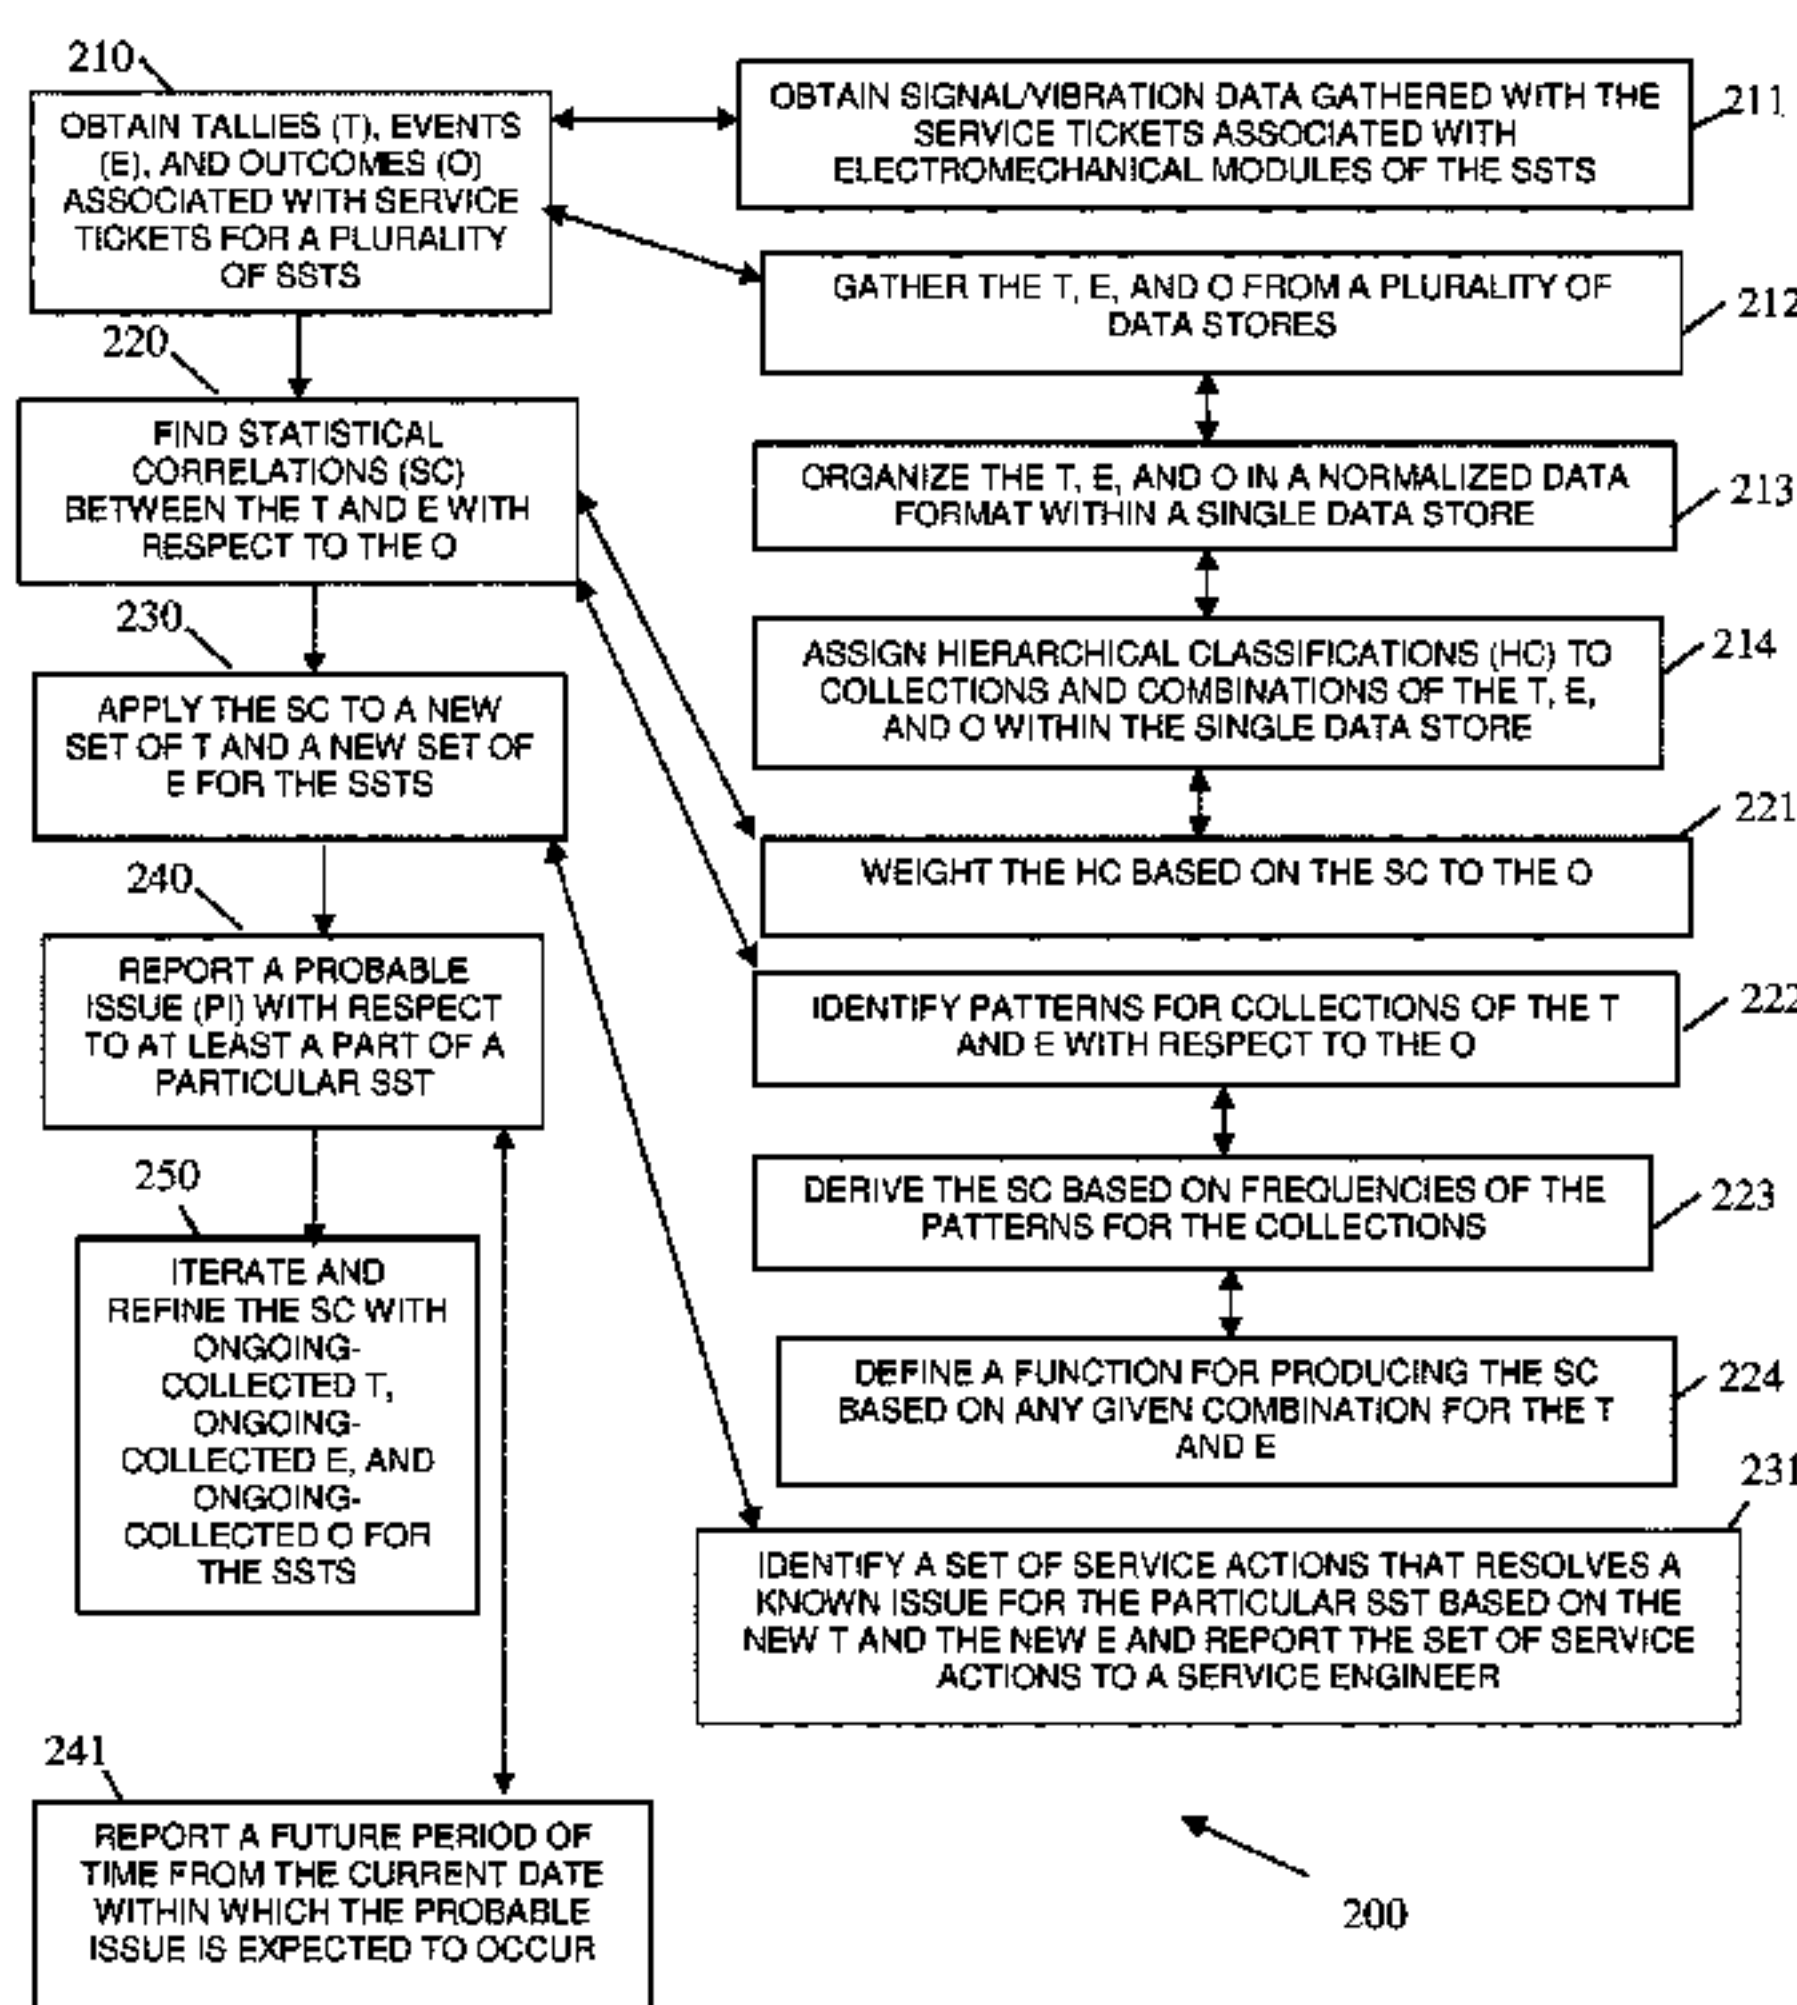 210
OBTAIN TALLIES (T), EVENTS
(E), AND OUTCOMES (O)
ASSOCIATED WITH SERVICE
TICKETS FOR A PLURALITY
OF SSTS
OBTAIN SIGNAL/VIBRATION DATA GATHERED WITH THE
SERVICE TICKETS ASSOCIATED WITH
ELECTROMECHANICAL MODULES OF THE SSTS
211
GATHER THE T, E, AND O FROM A PLURALITY OF
DATA STORES
212
220
FIND STATISTICAL
CORRELATIONS (SC)
BETWEEN THE T AND E WITH
RESPECT TO THE O
ORGANIZE THE T, E, AND O IN A NORMALIZED DATA
FORMAT WITHIN A SINGLE DATA STORE
213
230
APPLY THE SC TO A NEW
SET OF T AND A NEW SET OF
E FOR THE SSTS
ASSIGN HIERARCHICAL CLASSIFICATIONS (HC) TO
COLLECTIONS AND COMBINATIONS OF THE T, E,
AND O WITHIN THE SINGLE DATA STORE
214
221
WEIGHT THE HC BASED ON THE SC TO THE O
240
REPORT A PROBABLE
ISSUE (PI) WITH RESPECT
TO AT LEAST A PART OF A
PARTICULAR SST
IDENTIFY PATTERNS FOR COLLECTIONS OF THE T
AND E WITH RESPECT TO THE O
222
250
ITERATE AND
REFINE THE SC WITH
ONGOING-
COLLECTED T,
ONGOING-
COLLECTED E, AND
ONGOING-
COLLECTED O FOR
THE SSTS
DERIVE THE SC BASED ON FREQUENCIES OF THE
PATTERNS FOR THE COLLECTIONS
223
DEFINE A FUNCTION FOR PRODUCING THE SC
BASED ON ANY GIVEN COMBINATION FOR THE T
AND E
224
231
IDENTIFY A SET OF SERVICE ACTIONS THAT RESOLVES A
KNOWN ISSUE FOR THE PARTICULAR SST BASED ON THE
NEW T AND THE NEW E AND REPORT THE SET OF SERVICE
ACTIONS TO A SERVICE ENGINEER
241
REPORT A FUTURE PERIOD OF
TIME FROM THE CURRENT DATE
WITHIN WHICH THE PROBABLE
ISSUE IS EXPECTED TO OCCUR
200